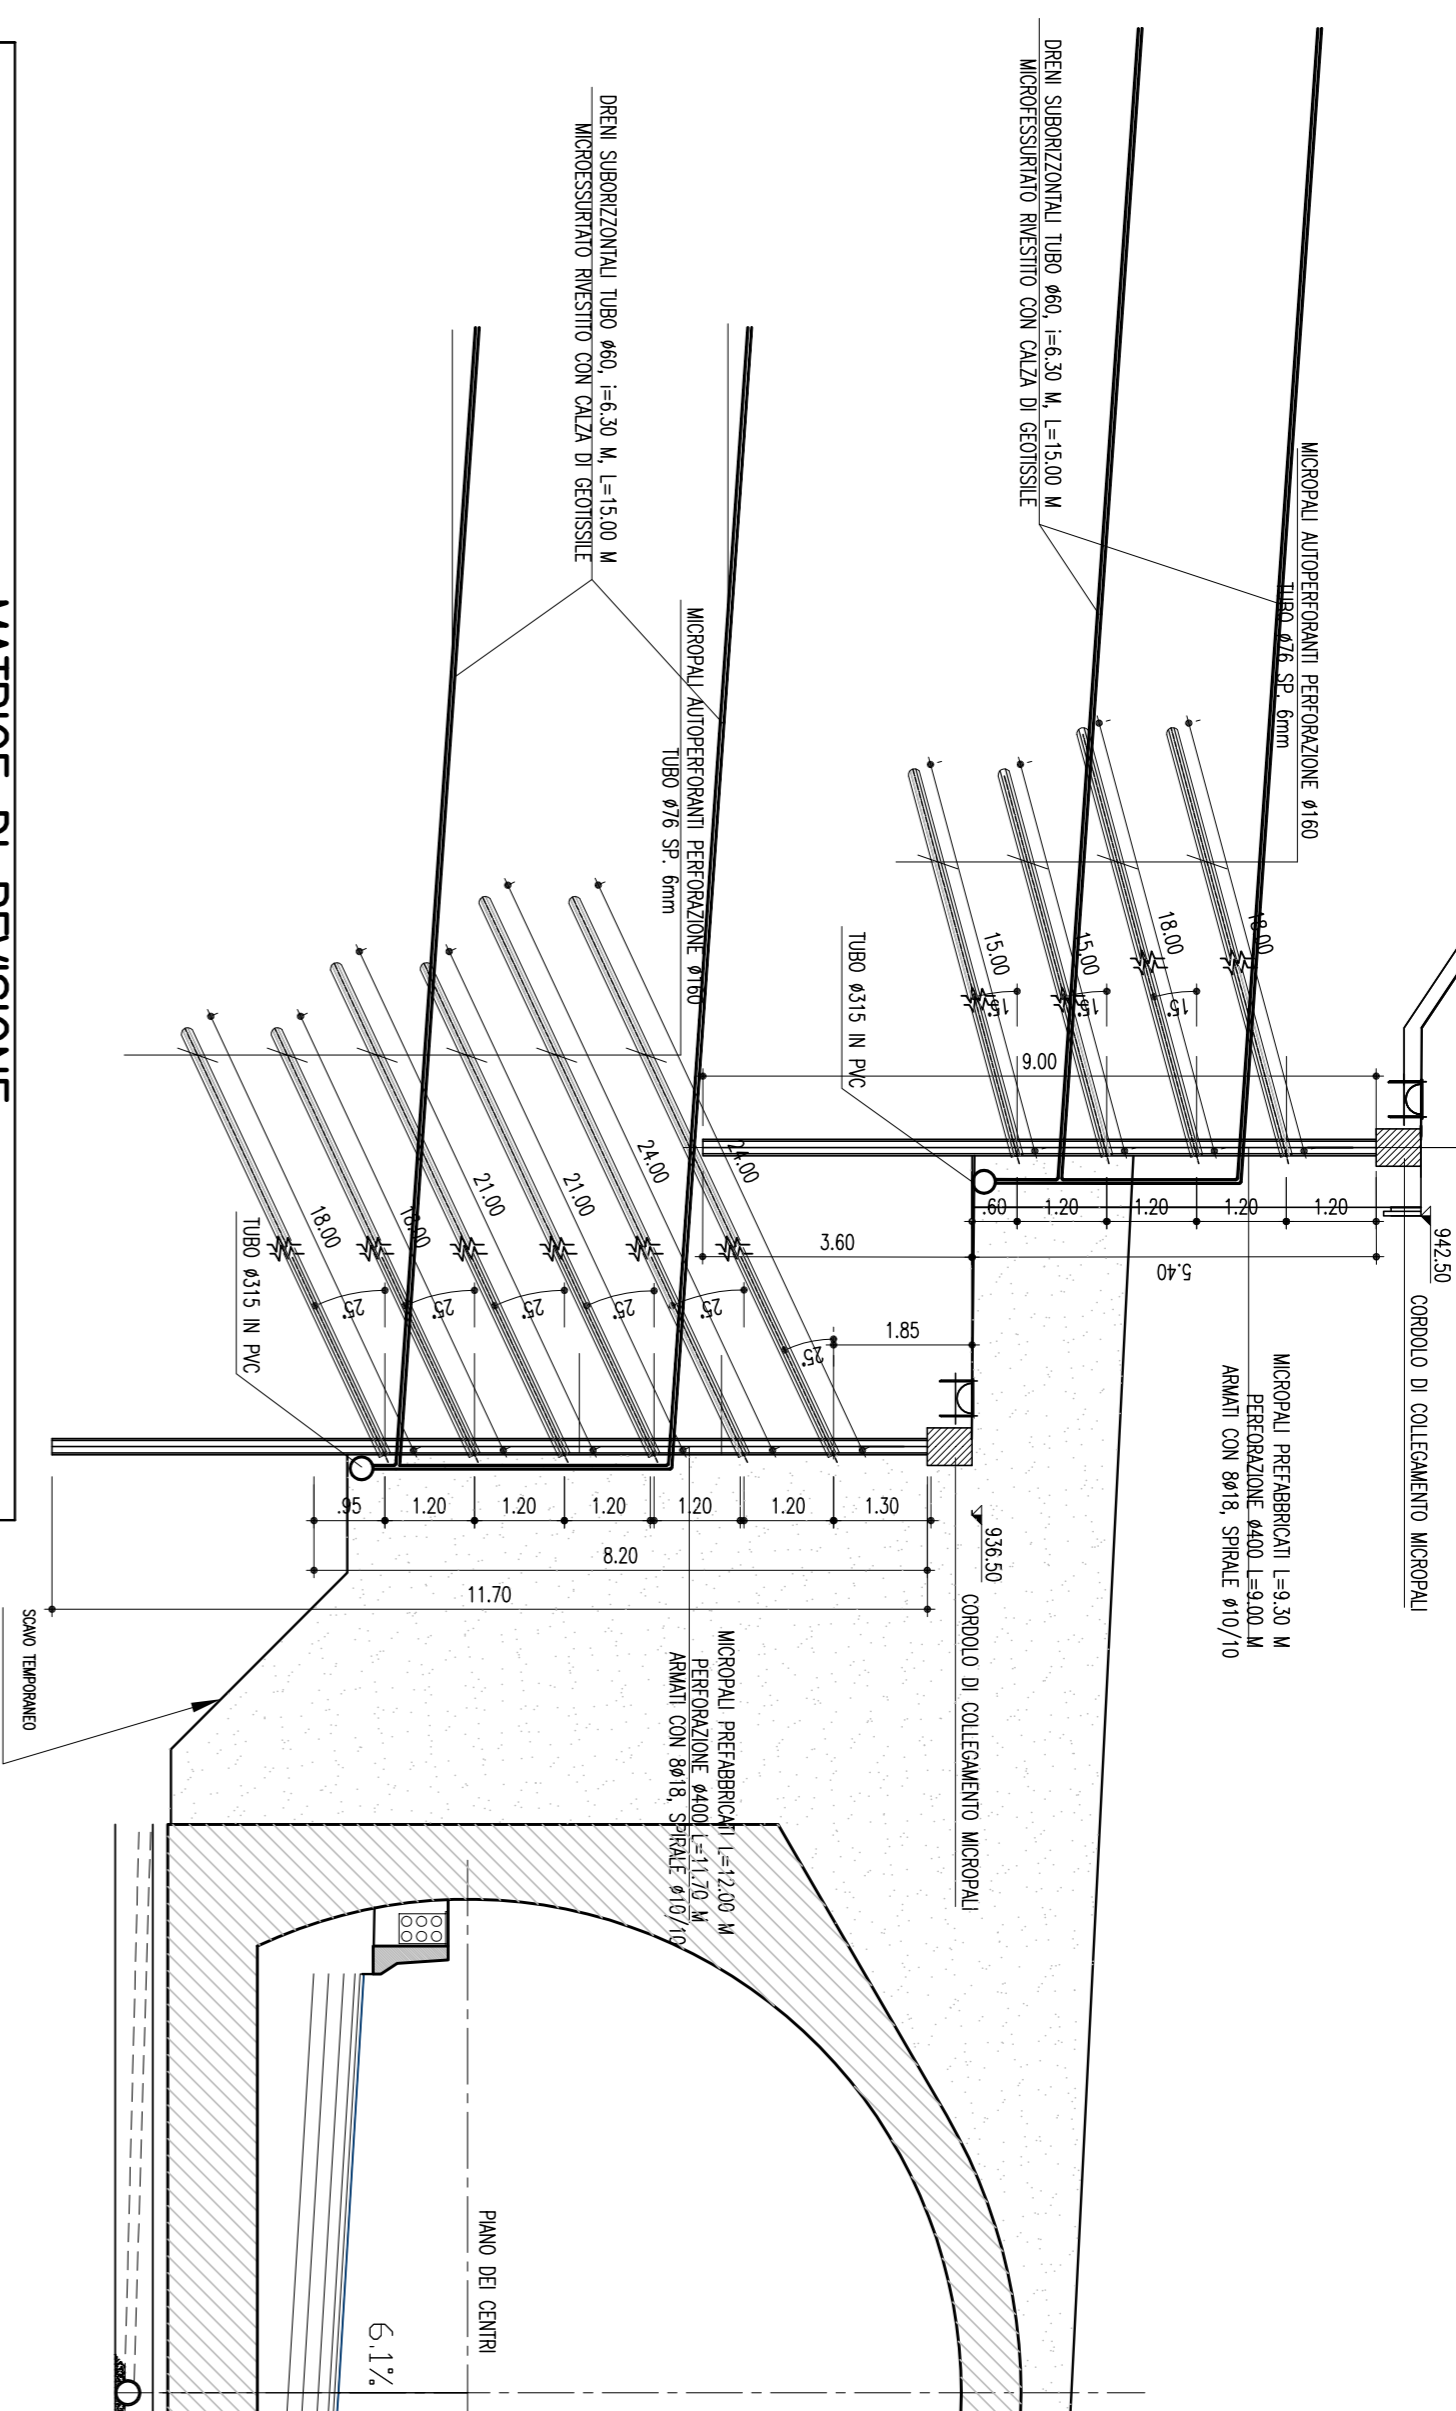 942.50
CORDOLO DI COLLEGAMENTO MICROPALI
MICROPALI AUTOPERFORANTI PERFORAZIONE ø160
TUBO ø76 SP. 6mm
MICROPALI PREFABBRICATI L=9.30 M
PERFORAZIONE ø400 L=9.00 M
ARMATI CON 8ø18, SPIRALE ø10/10
DRENI SUBORIZZONTALI TUBO ø60, i=6.30 M, L=15.00 M
MICROFESSURTATO RIVESTITO CON CALZA DI GEOTISSILE
18.00
18.00
15.00
15.00
15°
15°
15°
9.00
1.20
1.20
1.20
1.20
.60
5.40
3.60
TUBO ø315 IN PVC
1.85
936.50
CORDOLO DI COLLEGAMENTO MICROPALI
MICROPALI AUTOPERFORANTI PERFORAZIONE ø160
TUBO ø76 SP. 6mm
MICROPALI PREFABBRICATI L=12.00 M
PERFORAZIONE ø400 L=11.70 M
ARMATI CON 8ø18, SPIRALE ø10/10
DRENI SUBORIZZONTALI TUBO ø60, i=6.30 M, L=15.00 M
MICROESSURTATO RIVESTITO CON CALZA DI GEOTISSILE
24.00
24.00
21.00
21.00
18.00
18.00
25°
25°
25°
25°
25°
25°
1.30
1.20
1.20
1.20
1.20
1.20
.95
8.20
11.70
TUBO ø315 IN PVC
SCAVO TEMPORANEO
PIANO DEI CENTRI
6.1%
MATRICE DI REVISIONE